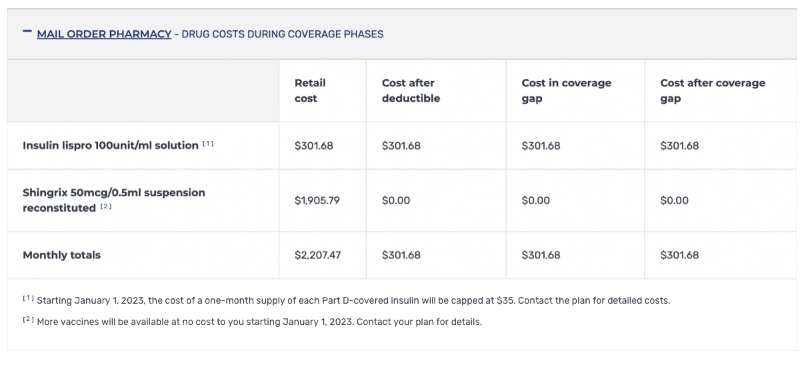 MAIL ORDER PHARMACY - DRUG COSTS DURING COVERAGE PHASES
Retail cost
Cost after deductible
Cost in coverage gap
Cost after coverage gap
Insulin lispro 100unit/ml solution [1] $301.68 $301.68 $301.68 $301.68
Shingrix 50mcg/0.5ml suspension
reconstituted [2] $1,905.79 $0.00 $0.00 $0.00
Monthly totals $2,207.47 $301.68 $301.68 $301.68
[1] Starting January 1, 2023, the cost of a one-month supply of each Part D-covered insulin will be capped at $35. Contact the plan for detailed costs.
[2] More vaccines will be available at no cost to you starting January 1, 2023. Contact your plan for details.